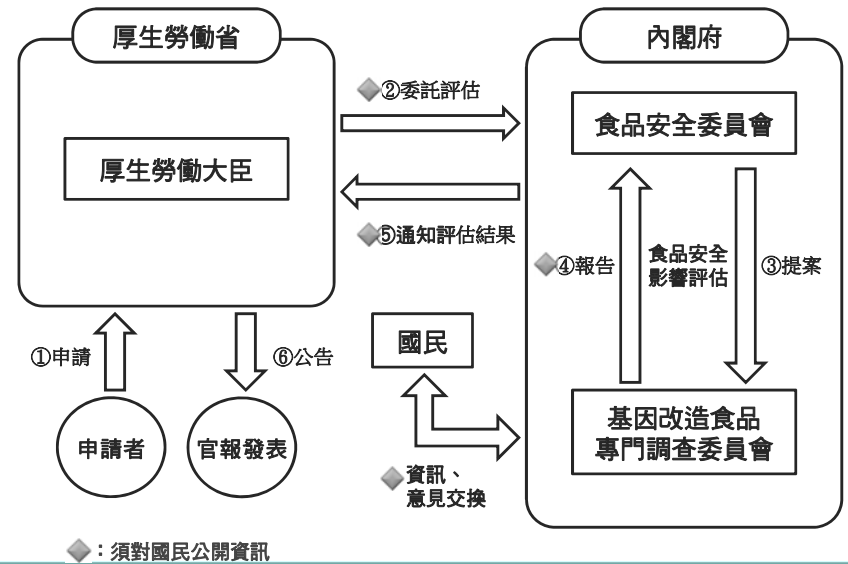 厚生勞働省
內閣府
②委託評估
食品安全委員會
厚生勞働大臣
⑤通知評估結果
④報告
食品安全
影響評估
③提案
①申請
⑥公告
國民
申請者
官報發表
基因改造食品
專門調查委員會
資訊、
意見交換
：須對國民公開資訊